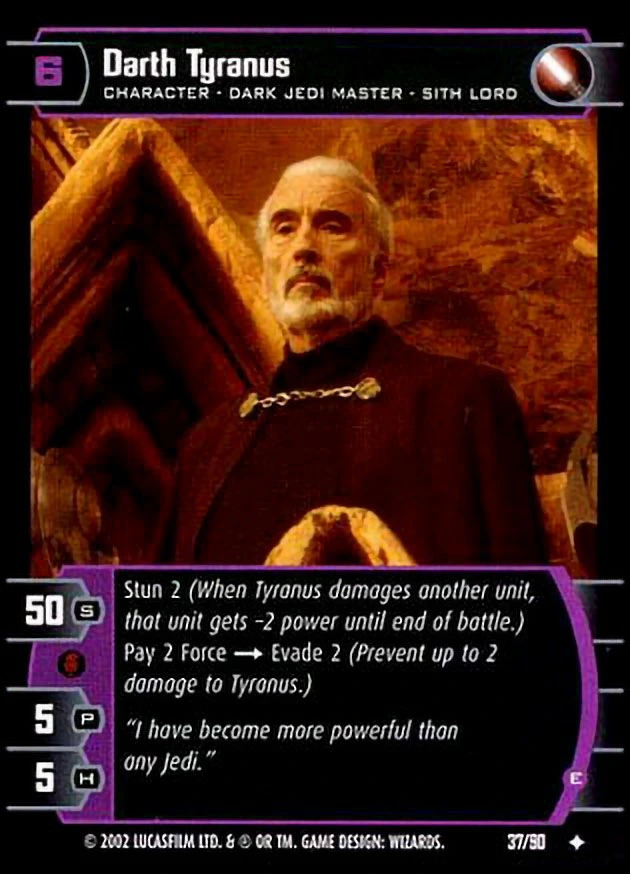 6
Darth Tyranus
CHARACTER · DARK JEDI MASTER · SITH LORD
50 S
Stun 2 (When Tyranus damages another unit,
that unit gets -2 power until end of battle.)
Pay 2 Force → Evade 2 (Prevent up to 2
damage to Tyranus.)
5 P
"I have become more powerful than
any Jedi."
5 H
E
© 2002 LUCASFILM LTD. & ® OR TM. GAME DESIGN: WIZARDS.
37/90